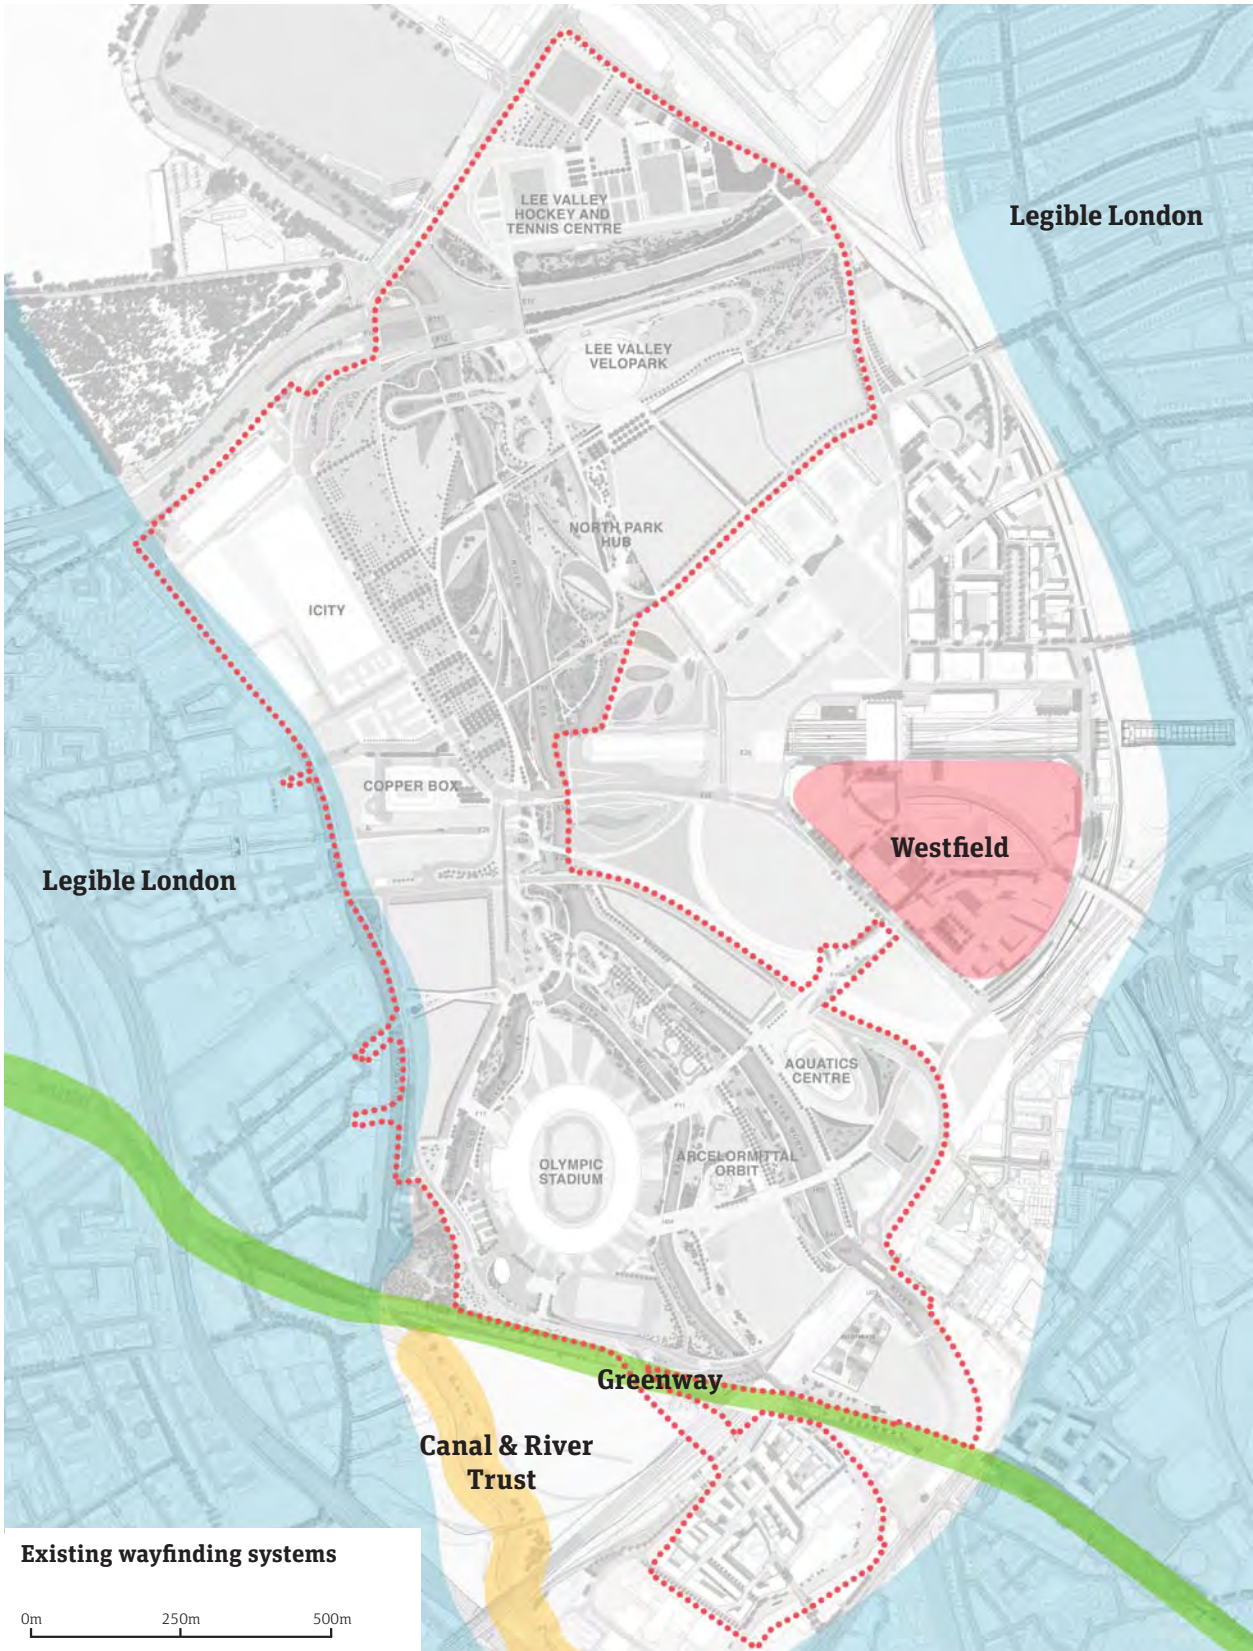 LEE VALLEY
HOCKEY AND
TENNIS CENTRE
Legible London
LEE VALLEY
VELOPARK
NORTH PARK
HUB
ICITY
COPPER BOX
Westfield
Legible London
AQUATICS
CENTRE
OLYMPIC
STADIUM
ARCELORMITTAL
ORBIT
Greenway
Canal & River
Trust
Existing wayfinding systems
0m 250m 500m